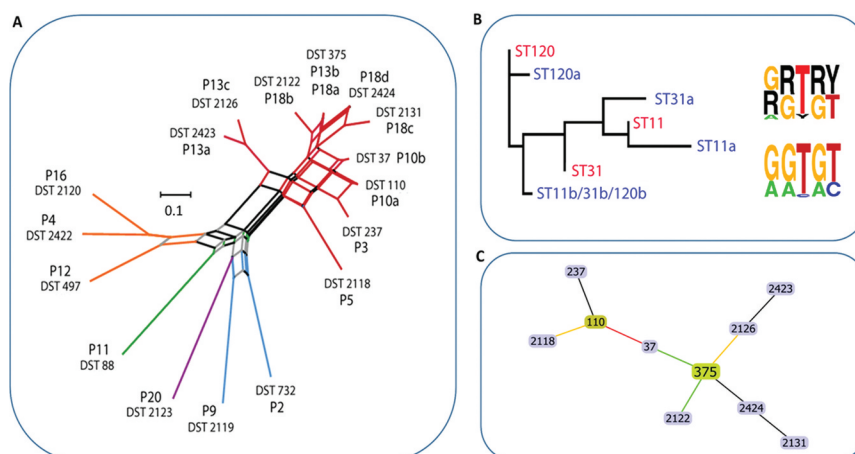 A
DST 375
P13b
P18a
P18d
DST 2424
P13c
DST 2126
DST 2122
P18b
DST 2131
P18c
DST 2423
P13a
DST 37 P10b
DST 110
P10a
DST 237
P3
DST 2118
P5
P16
DST 2120
0.1
P4
DST 2422
P12
DST 497
P11
DST 88
P20
DST 2123
P9
DST 2119
DST 732
P2
B
ST120
ST120a
ST31a
ST11
ST11a
ST31
ST11b/31b/120b
GRTRY
RGYGT
A
GGTGT
AAAC
C
237
2423
110
2126
2118
37
375
2122
2424
2131